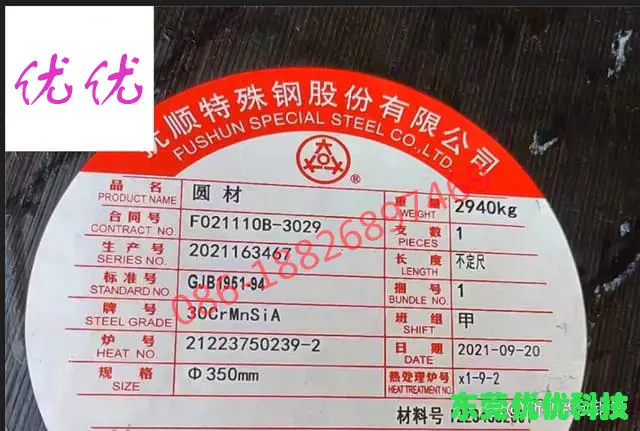 优优
抚顺特殊钢股份有限公司
FUSHUN SPECIAL STEEL CO.,LTD.
®
品名 PRODUCT NAME 圆材 重量 WEIGHT 2940kg
合同号 CONTRACT NO. F021110B-3029 支数 PIECES 1
生产号 SERIES NO. 2021163467 长度 LENGTH 不定尺
标准号 STANDARD NO. GJB1951-94 捆号 BUNDLE NO. 1
牌号 STEEL GRADE 30CrMnSiA 班组 SHIFT 甲
炉号 HEAT NO. 21223750239-2 日期 DATE 2021-09-20
规格 SIZE Φ350mm 热处理炉号 HEAT TREATMENT NO. x1-9-2
材料号
东莞优优科技